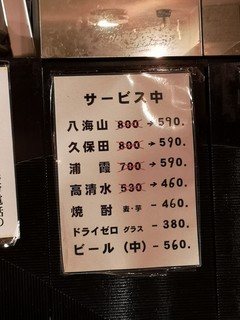 サービス中
八海山 800 → 590.
久保田 800 → 590.
浦霞 700 → 590.
高清水 530 → 460.
焼酎 麦・芋 - 460.
ドライゼロ グラス - 380.
ビール(中) - 560.